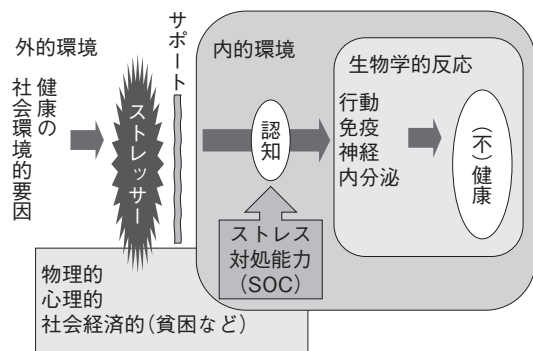 外的環境
健康の
社会環境的要因
ストレッサー
サポート
内的環境
認知
ストレス
対処能力
(SOC)
生物学的反応
行動
免疫
神経
内分泌
(不)健康
物理的
心理的
社会経済的(貧困など)